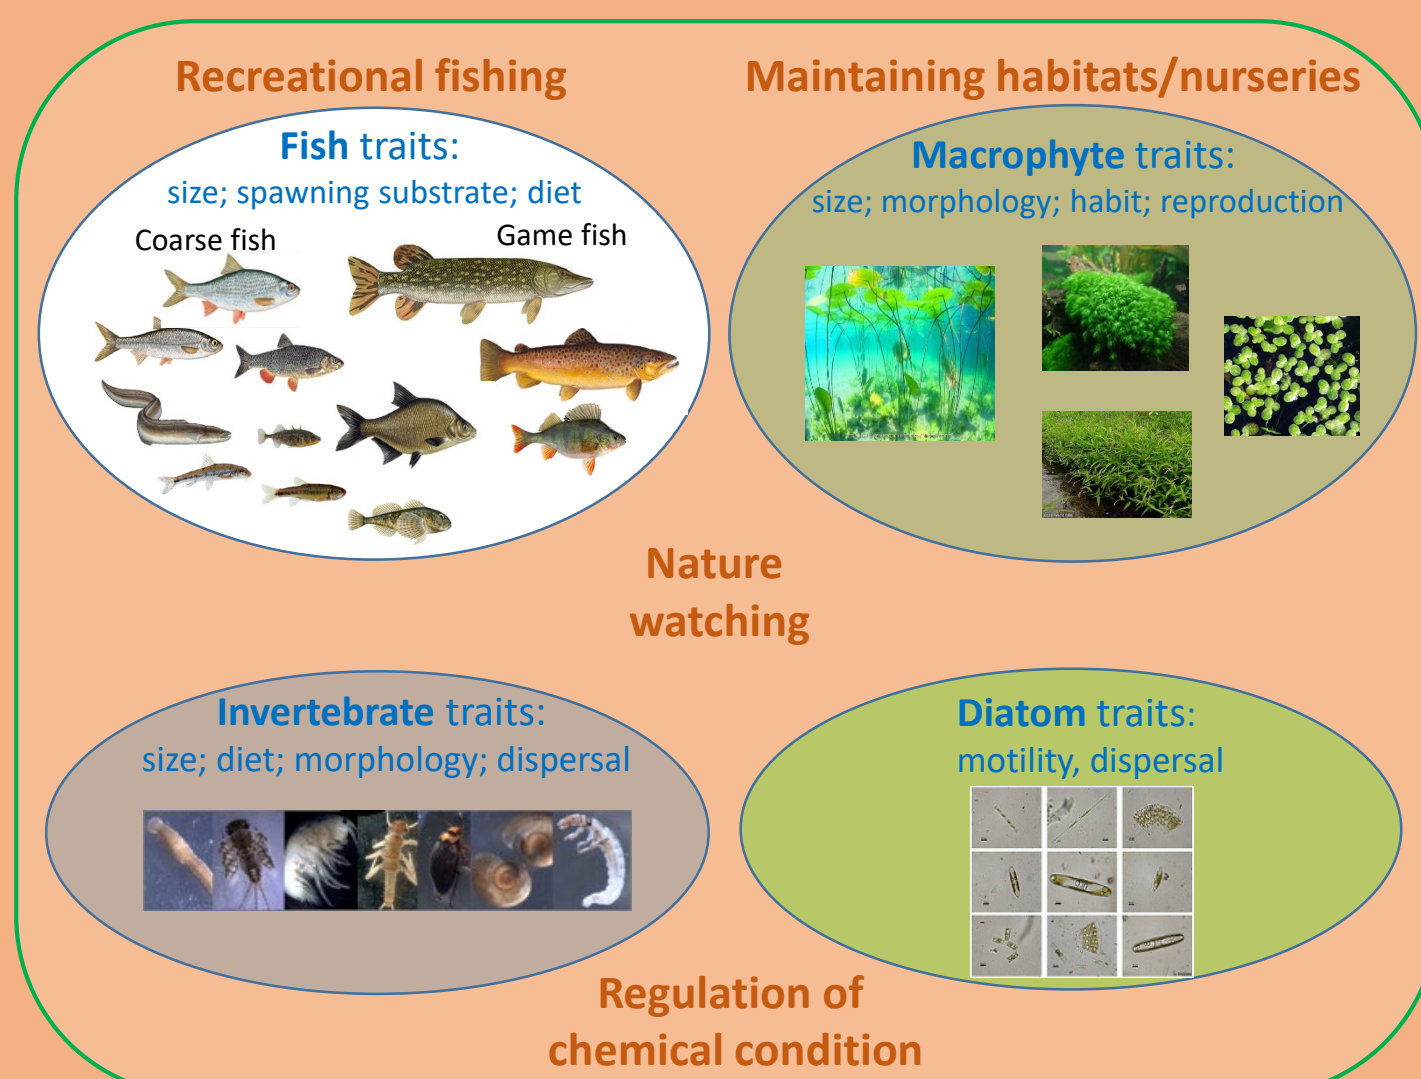 Recreational fishing
Maintaining habitats/nurseries
Fish traits:
size; spawning substrate; diet
Coarse fish
Game fish
Macrophyte traits:
size; morphology; habit; reproduction
Nature
watching
Invertebrate traits:
size; diet; morphology; dispersal
Diatom traits:
motility, dispersal
Regulation of
chemical condition